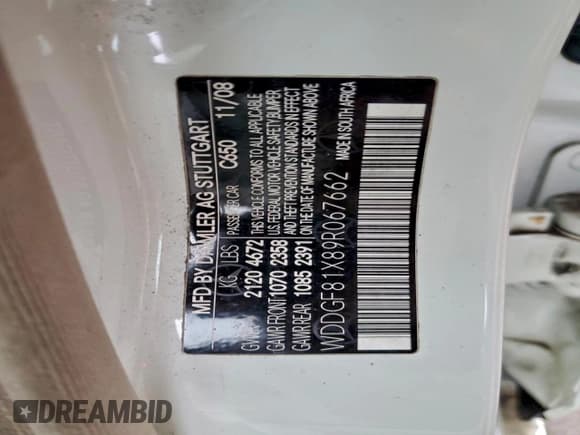 MFD BY DAIMLER AG STUTTGART
PASSENGER CAR C650 11/08
KG LBS
2120 4672
GAWR FRONT 1070 2358
GAWR REAR 1085 2391
THIS VEHICLE CONFORMS TO ALL APPLICABLE
U.S. FEDERAL MOTOR VEHICLE SAFETY BUMPER,
AND THEFT PREVENTION STANDARDS IN EFFECT
ON THE DATE OF MANUFACTURE SHOWN ABOVE
WDDGF81X89R067662 MADE IN SOUTH AFRICA
DREAMBID